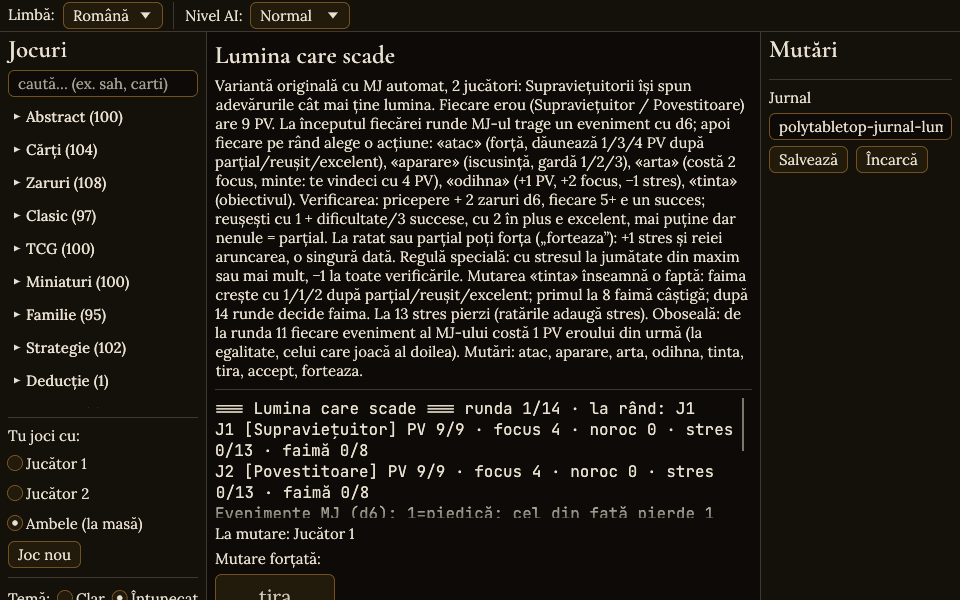 Limbă: Română ▼ Nivel AI: Normal ▼
Jocuri
caută... (ex. sah, carti)
▸ Abstract (100)
▸ Cărți (104)
▸ Zaruri (108)
▸ Clasic (97)
▸ TCG (100)
▸ Miniaturi (100)
▸ Familie (95)
▸ Strategie (102)
▸ Deducție (1)
Tu joci cu:
Jucător 1
Jucător 2
Ambele (la masă)
Joc nou
Temă: Clar Întunecat
Lumina care scade
Variantă originală cu MJ automat, 2 jucători: Supraviețuitorii își spun
adevărurile cât mai ține lumina. Fiecare erou (Supraviețuitor / Povestitoare)
are 9 PV. La începutul fiecărei runde MJ-ul trage un eveniment cu d6; apoi
fiecare pe rând alege o acțiune: «atac» (forță, dăunează 1/3/4 PV după
parțial/reușit/excelent), «aparare» (iscusință, gardă 1/2/3), «arta» (costă 2
focus, minte: te vindeci cu 4 PV), «odihna» (+1 PV, +2 focus, −1 stres), «tinta»
(obiectivul). Verificarea: pricepere + 2 zaruri d6, fiecare 5+ e un succes;
reușești cu 1 + dificultate/3 succese, cu 2 în plus e excelent, mai puține dar
nenule = parțial. La ratat sau parțial poți forța („forteaza”): +1 stres și reiei
aruncarea, o singură dată. Regulă specială: cu stresul la jumătate din maxim
sau mai mult, −1 la toate verificările. Mutarea «tinta» înseamnă o faptă: faima
crește cu 1/1/2 după parțial/reușit/excelent; primul la 8 faimă câștigă; după
14 runde decide faima. La 13 stres pierzi (ratările adaugă stres). Oboseală: de
la runda 11 fiecare eveniment al MJ-ului costă 1 PV eroului din urmă (la
egalitate, celui care joacă al doilea). Mutări: atac, aparare, arta, odihna, tinta,
tira, accept, forteaza.
═══ Lumina care scade ═══ runda 1/14 · la rând: J1
J1 [Supraviețuitor] PV 9/9 · focus 4 · noroc 0 · stres
0/13 · faimă 0/8
J2 [Povestitoare] PV 9/9 · focus 4 · noroc 0 · stres
0/13 · faimă 0/8
Evenimente MJ (d6): 1=piedică: cel din față pierde 1
La mutare: Jucător 1
Mutare forțată:
tira
Mutări
Jurnal
polytabletop-jurnal-lum
Salvează Încarcă